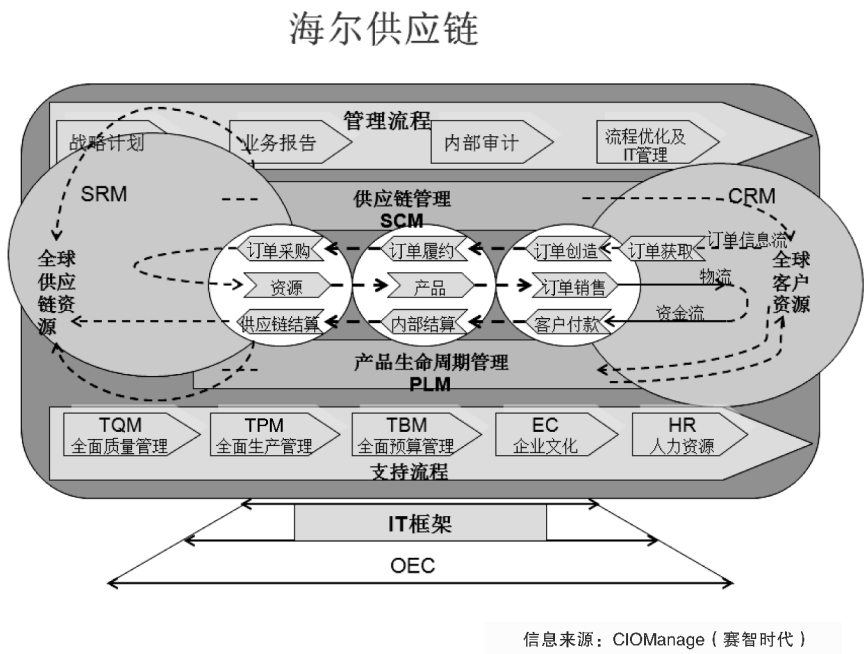 海尔供应链
管理流程
战略计划
业务报告
内部审计
流程优化及
IT管理
SRM
供应链管理
SCM
CRM
订单采购
订单履约
订单创造
订单获取
订单信息流
全球
供应
链资
源
资源
产品
订单销售
物流
全球
客户
资源
供应链结算
内部结算
客户付款
资金流
产品生命周期管理
PLM
TQM
全面质量管理
TPM
全面生产管理
TBM
全面预算管理
EC
企业文化
HR
人力资源
支持流程
IT框架
OEC
信息来源：CIOManage（赛智时代）